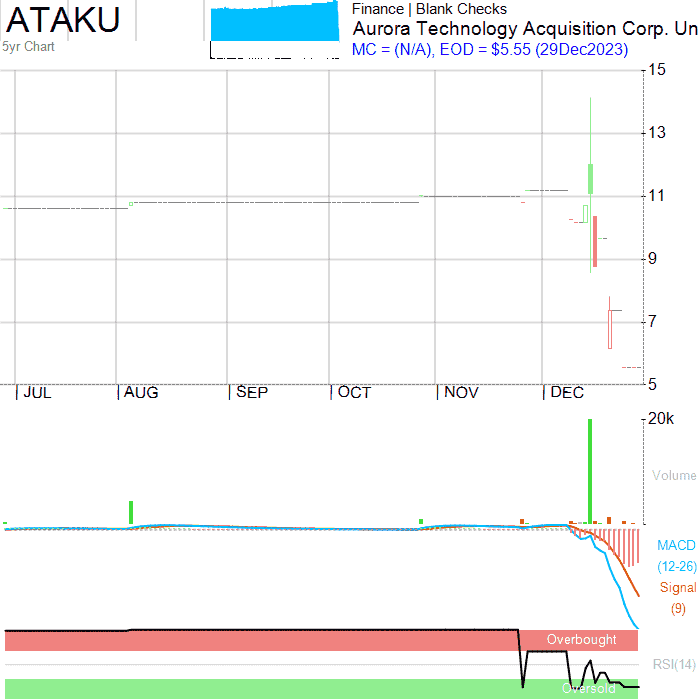 ATAKU
5yr Chart
Finance | Blank Checks
Aurora Technology Acquisition Corp. Un
MC = (N/A), EOD = $5.55 (29Dec2023)
15
13
11
9
7
5
JUL AUG SEP OCT NOV DEC
20k
Volume
MACD
(12-26)
Signal
(9)
Overbought
RSI(14)
Oversold